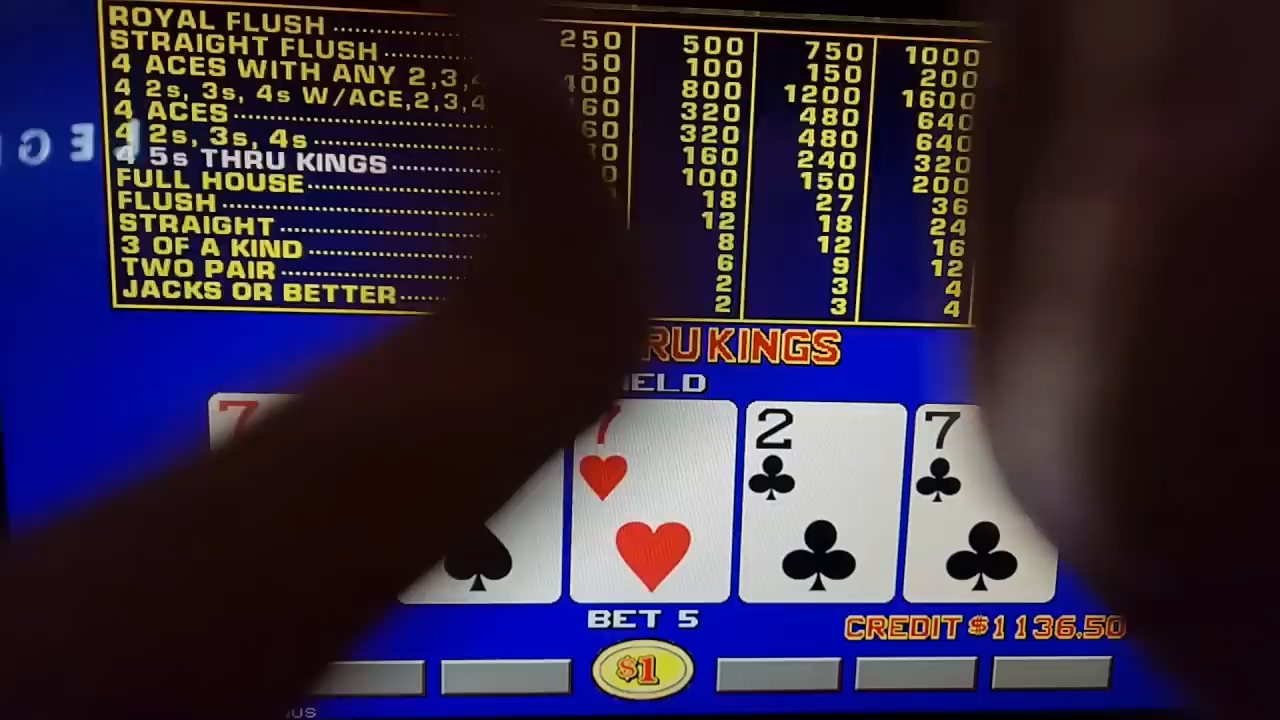 ROYAL FLUSH 250 500 750 1000
STRAIGHT FLUSH 50 100 150 200
4 ACES WITH ANY 2,3,4 400 800 1200 1600
4 2s, 3s, 4s W/ACE,2,3,4 160 320 480 640
4 ACES 320 480 640
4 2s, 3s, 4s 160 240 320
4 5s THRU KINGS 100 150 200
FULL HOUSE 18 27 36
FLUSH 12 18 24
STRAIGHT 8 12 16
3 OF A KIND 6 9 12
TWO PAIR 2 3 4
JACKS OR BETTER 2 3 4
RU KINGS
HELD
7 7 2 7
BET 5
CREDIT $1136.50
$1